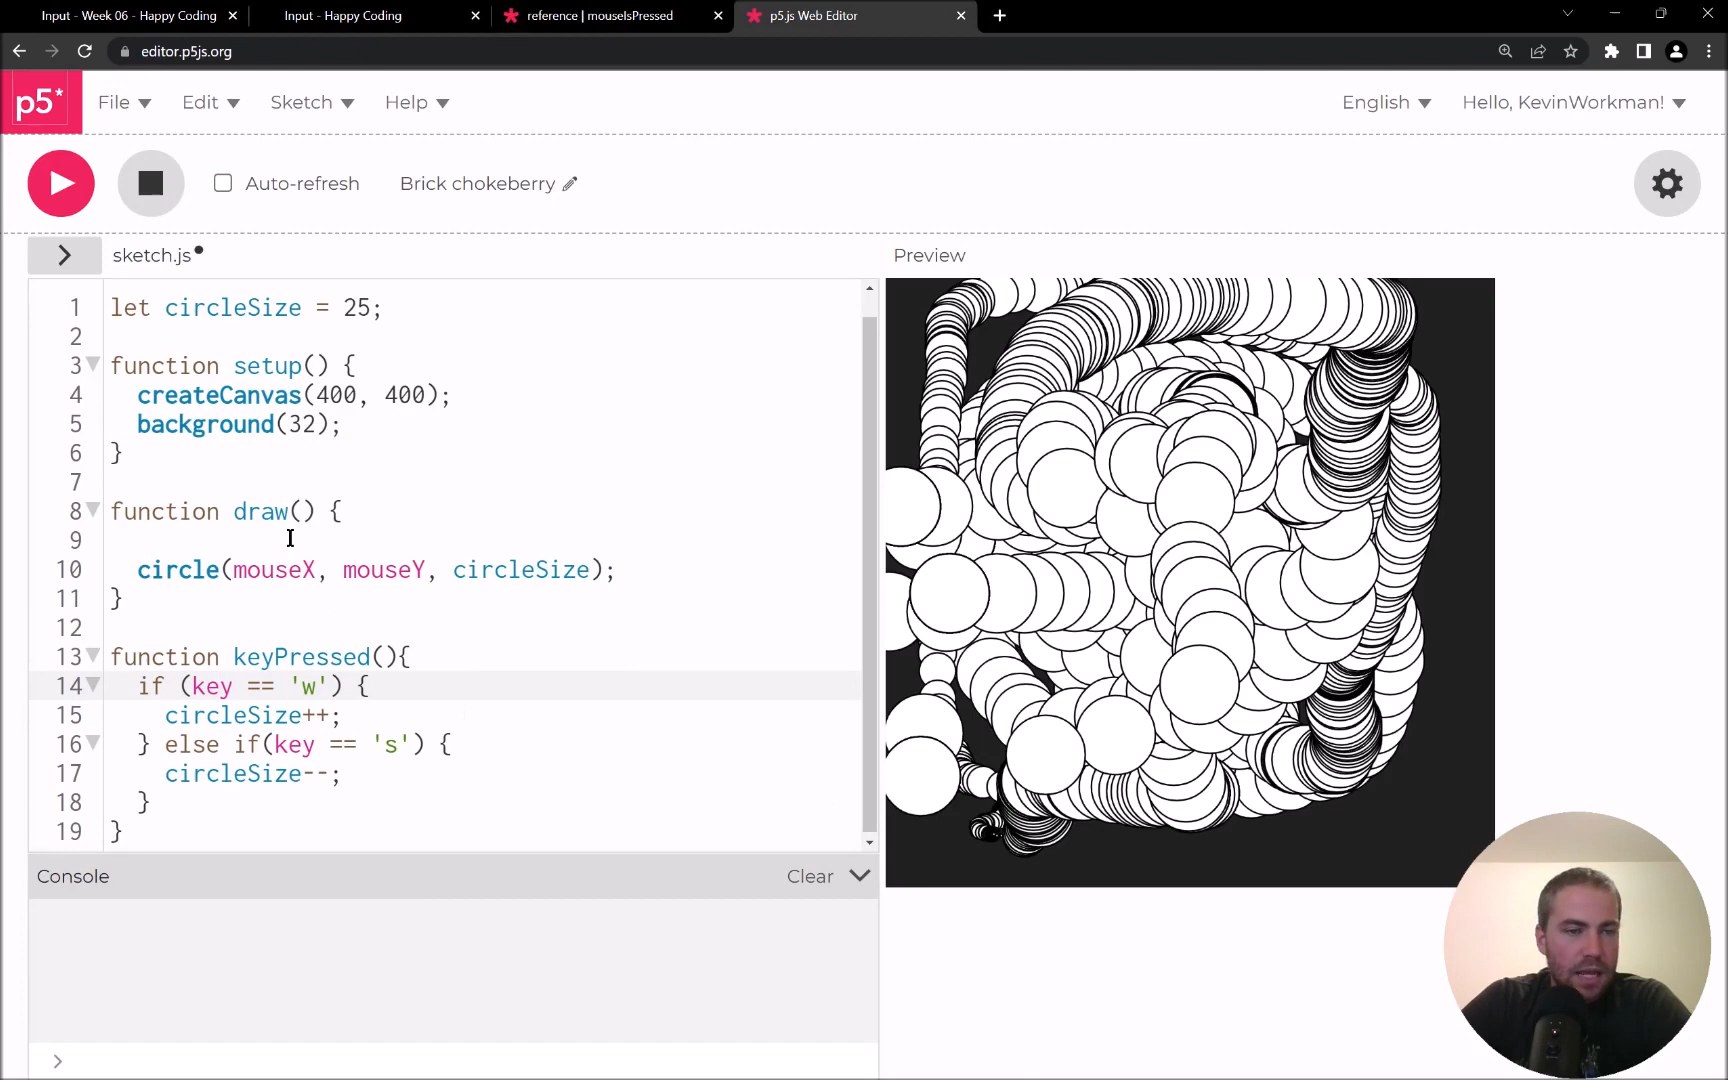 Input - Week 06 - Happy Coding
Input - Happy Coding
reference | mouseIsPressed
p5.js Web Editor
editor.p5js.org
p5*
File
Edit
Sketch
Help
English
Hello, KevinWorkman!
Auto-refresh
Brick chokeberry
sketch.js
Preview
1 let circleSize = 25;
2
3 function setup() {
4 createCanvas(400, 400);
5 background(32);
6 }
7
8 function draw() {
9
10 circle(mouseX, mouseY, circleSize);
11 }
12
13 function keyPressed(){
14 if (key == 'w') {
15 circleSize++;
16 } else if(key == 's') {
17 circleSize--;
18 }
19 }
Console
Clear
>